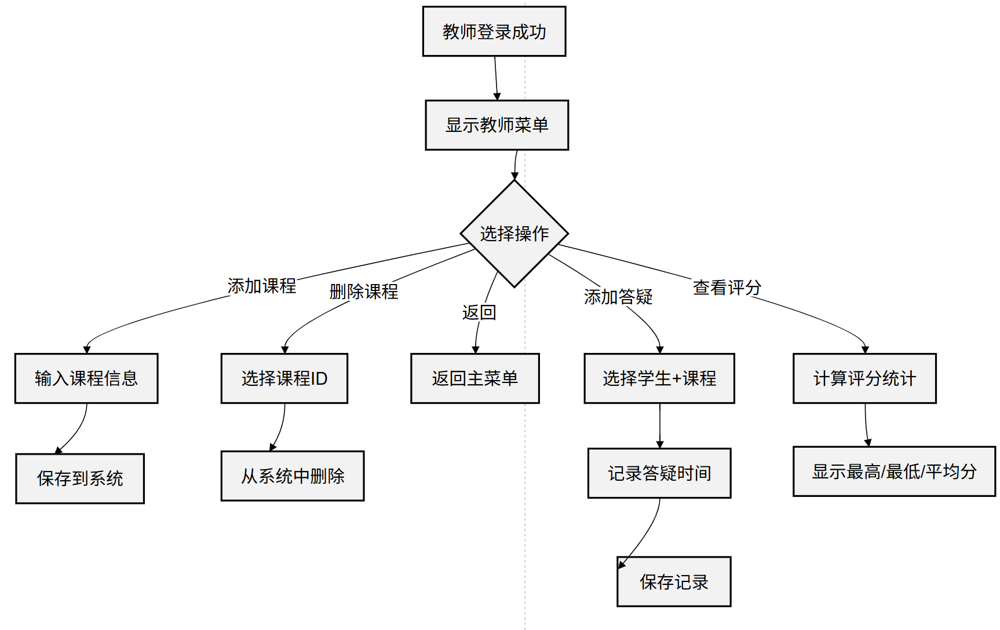 教师登录成功
显示教师菜单
选择操作
添加课程
删除课程
返回
添加答疑
查看评分
输入课程信息
选择课程ID
返回主菜单
选择学生+课程
计算评分统计
保存到系统
从系统中删除
记录答疑时间
显示最高/最低/平均分
保存记录